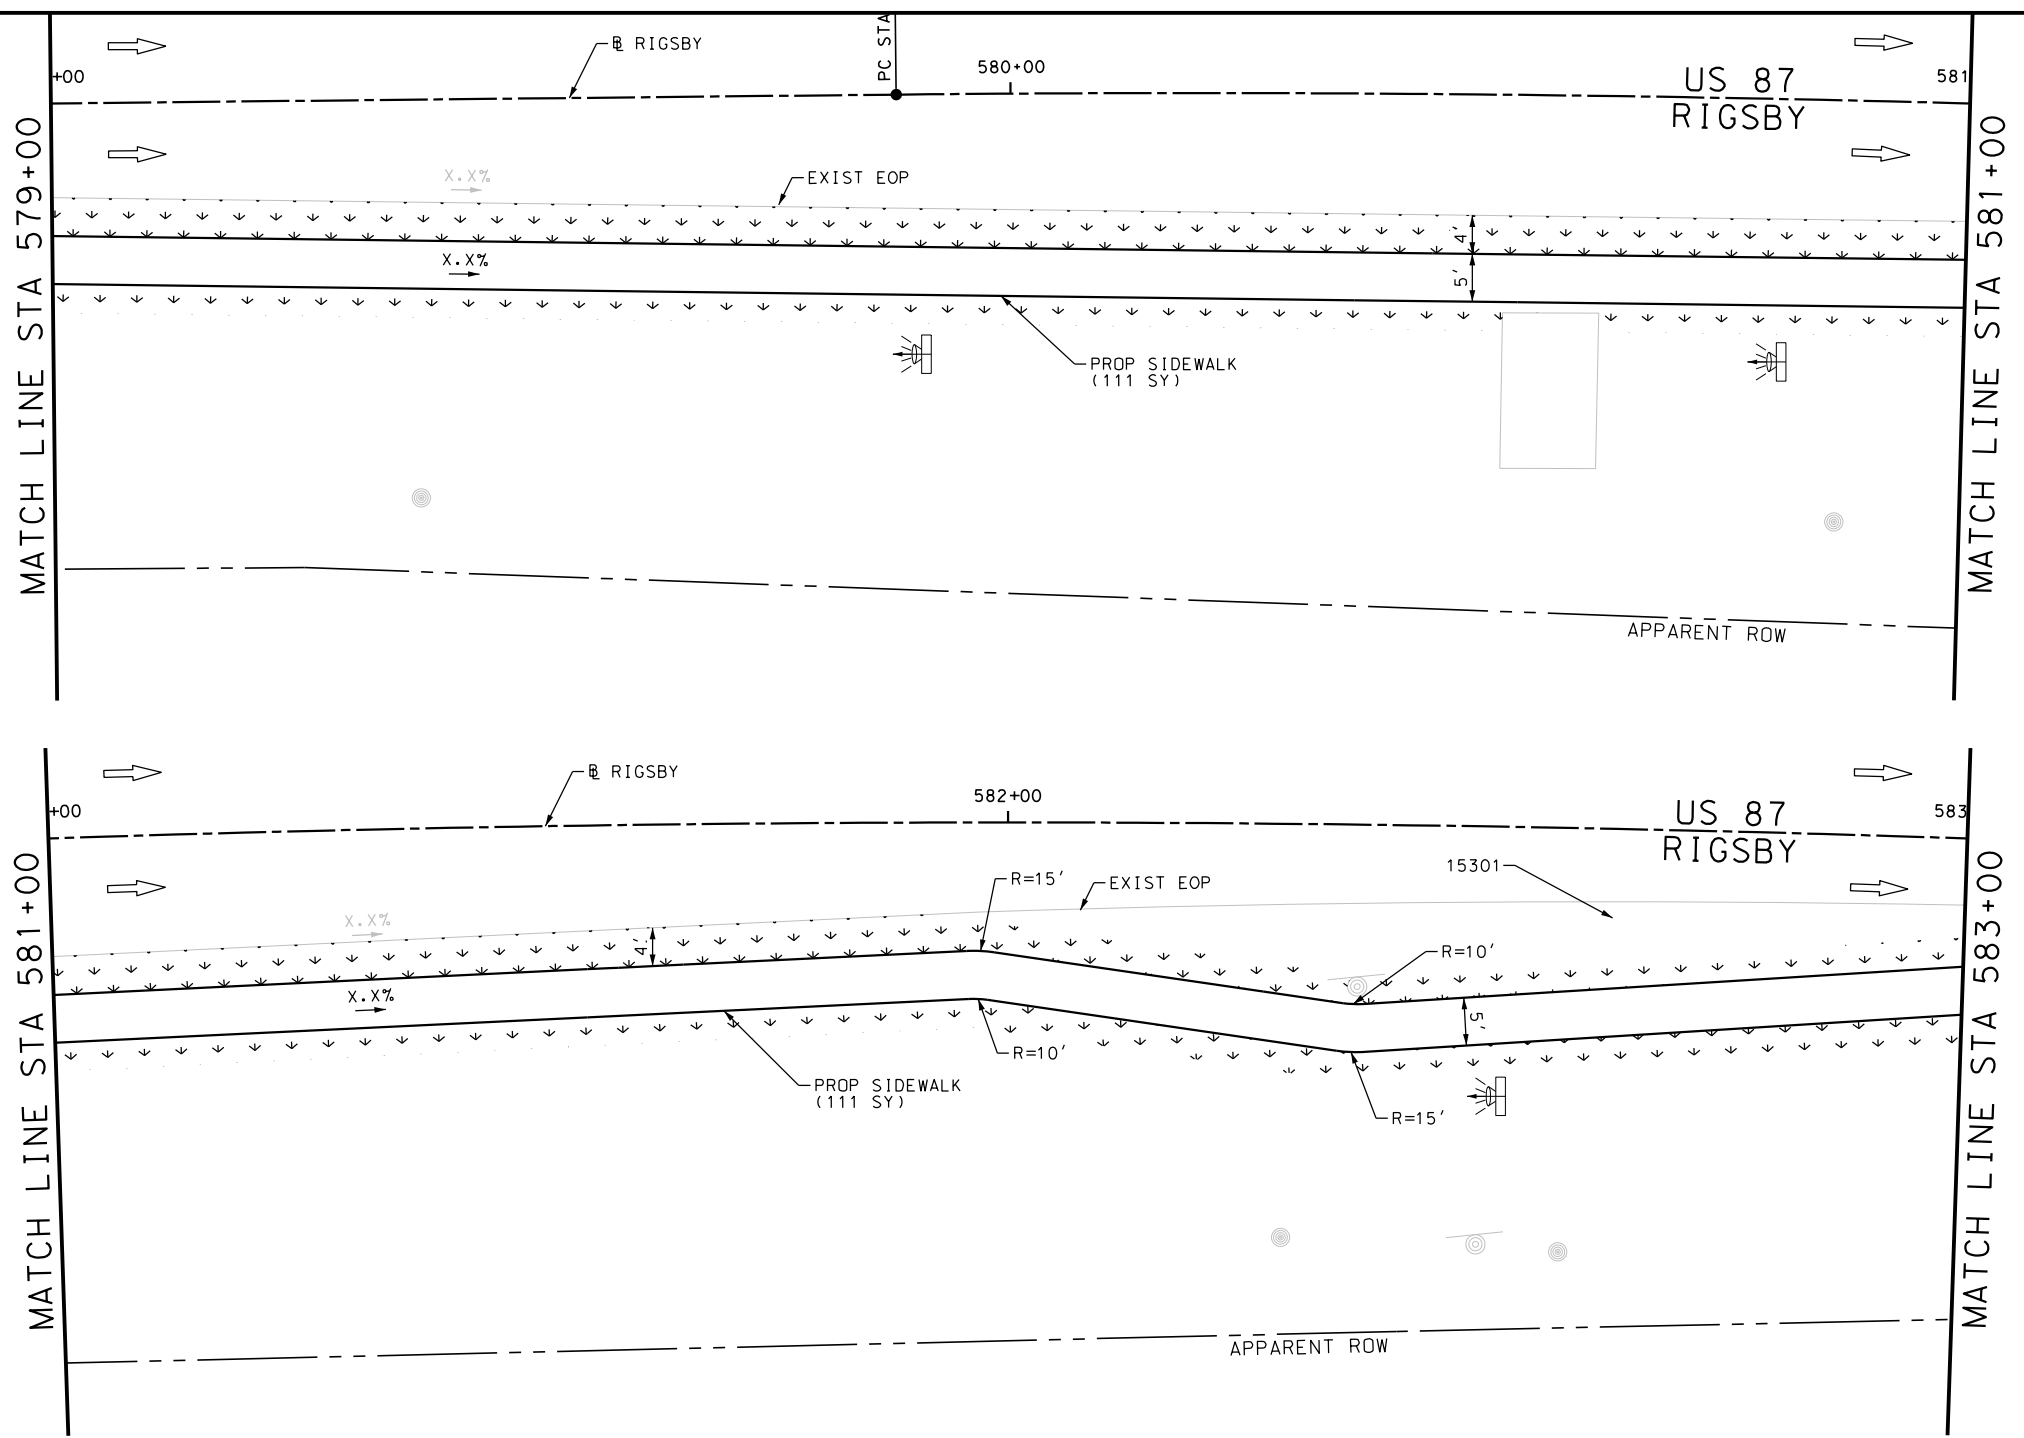 PC STA
℄ RIGSBY
580+00
US 87
RIGSBY
+00
581
MATCH LINE STA 579+00
MATCH LINE STA 581+00
X.X%
EXIST EOP
4'
X.X%
5'
PROP SIDEWALK
(111 SY)
APPARENT ROW
℄ RIGSBY
582+00
US 87
RIGSBY
+00
583
MATCH LINE STA 581+00
MATCH LINE STA 583+00
15301
R=15'
EXIST EOP
X.X%
4'
R=10'
X.X%
5'
R=10'
PROP SIDEWALK
(111 SY)
R=15'
APPARENT ROW